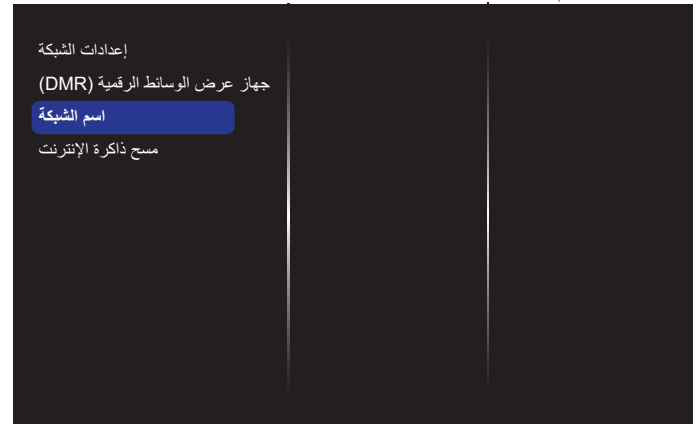 إعدادات الشبكة
جهاز عرض الوسائط الرقمية (DMR)
اسم الشبكة
مسح ذاكرة الإنترنت